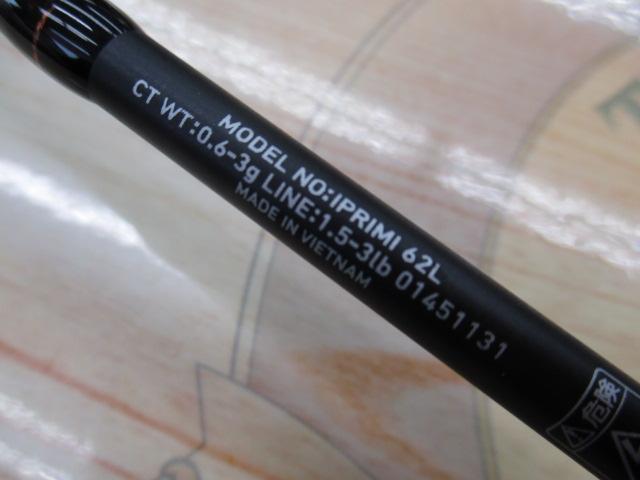 MODEL NO:IPRIMI 62L
CT WT:0.6-3g LINE:1.5-3lb 01451131
MADE IN VIETNAM
危険